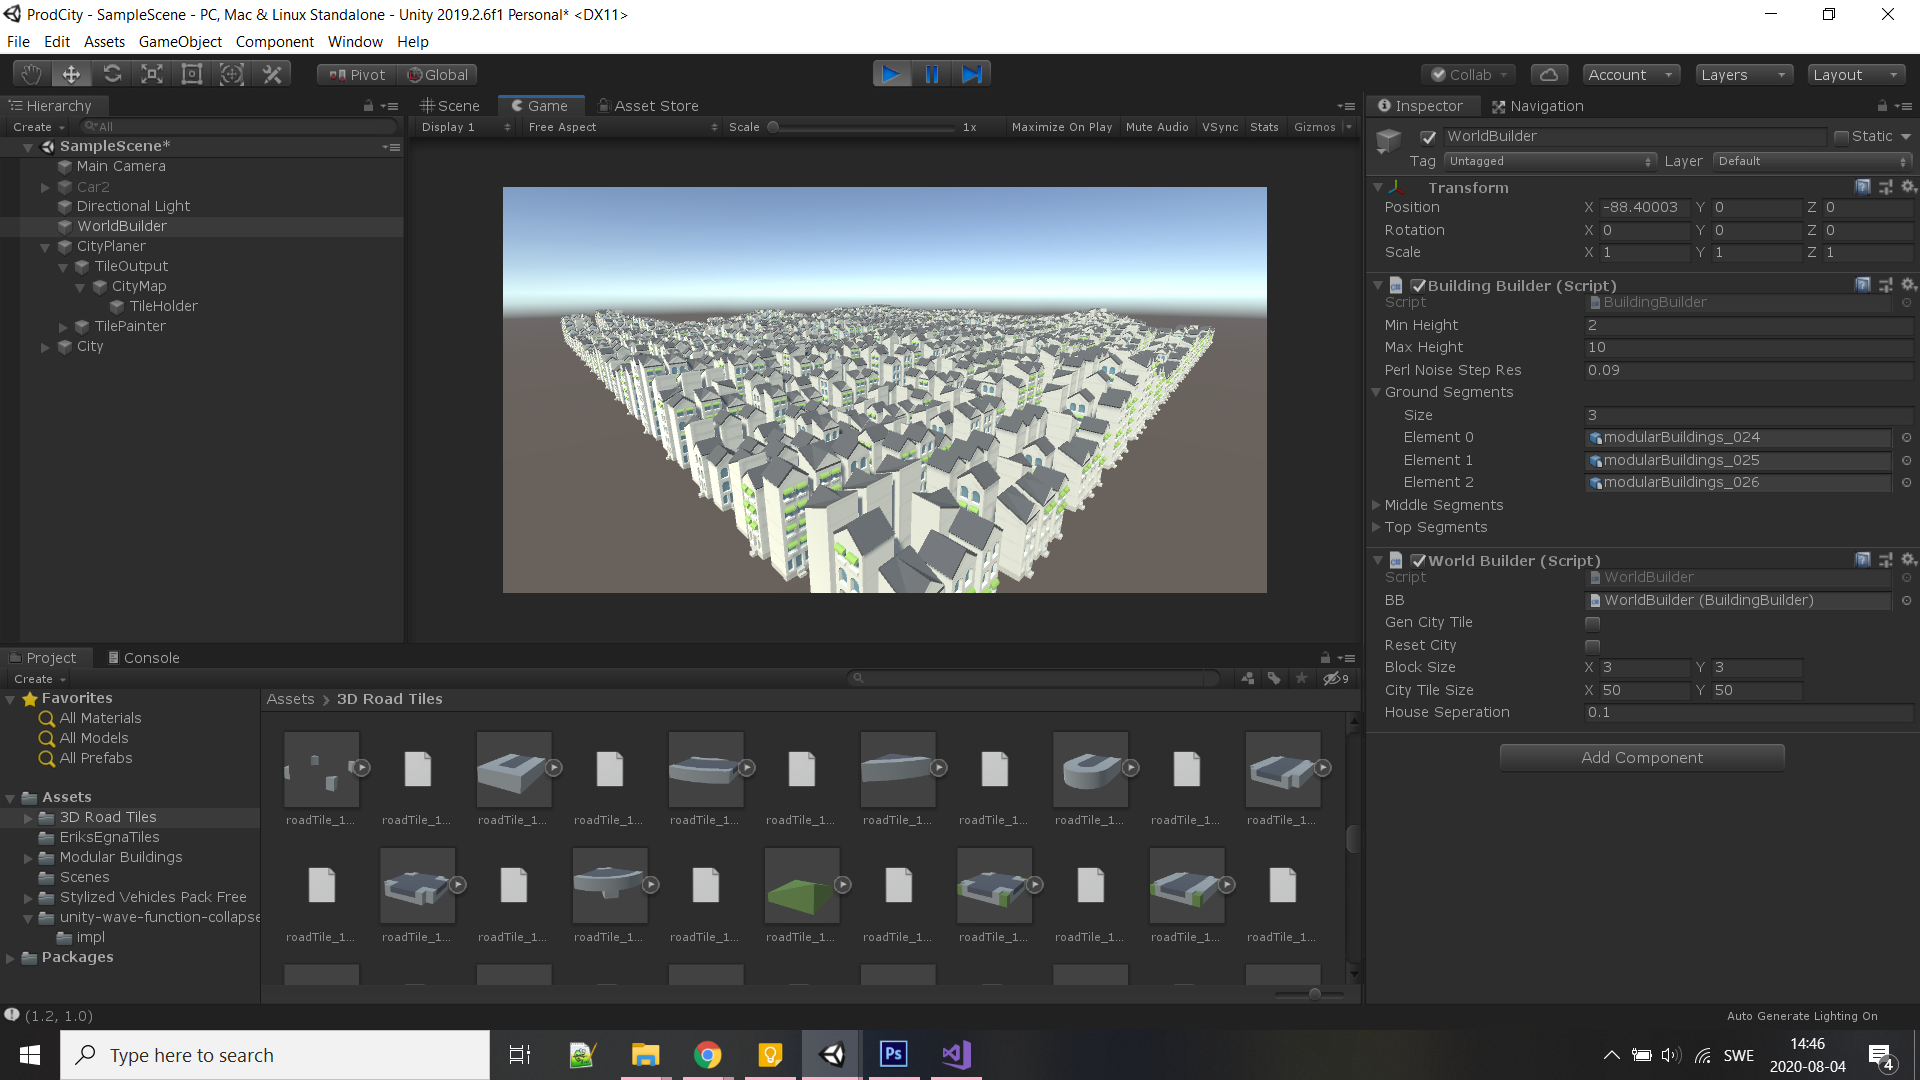 ProdCity - SampleScene - PC, Mac & Linux Standalone - Unity 2019.2.6f1 Personal* <DX11>
File Edit Assets GameObject Component Window Help
Pivot Global Collab Account Layers Layout
Hierarchy
Create All
SampleScene*
Main Camera
Car2
Directional Light
WorldBuilder
CityPlaner
TileOutput
CityMap
TileHolder
TilePainter
City
Scene Game Asset Store
Display 1 Free Aspect Scale 1x Maximize On Play Mute Audio VSync Stats Gizmos
Inspector Navigation
WorldBuilder Static
Tag Untagged Layer Default
Transform
Position X -88.40003 Y 0 Z 0
Rotation X 0 Y 0 Z 0
Scale X 1 Y 1 Z 1
Building Builder (Script)
Script BuildingBuilder
Min Height 2
Max Height 10
Perl Noise Step Res 0.09
Ground Segments
Size 3
Element 0 modularBuildings_024
Element 1 modularBuildings_025
Element 2 modularBuildings_026
Middle Segments
Top Segments
World Builder (Script)
Script WorldBuilder
BB WorldBuilder (BuildingBuilder)
Gen City Tile
Reset City
Block Size X 3 Y 3
City Tile Size X 50 Y 50
House Seperation 0.1
Add Component
Project Console
Create 9
Favorites
All Materials
All Models
All Prefabs
Assets
3D Road Tiles
EriksEgnaTiles
Modular Buildings
Scenes
Stylized Vehicles Pack Free
unity-wave-function-collapse
impl
Packages
Assets 3D Road Tiles
roadTile_1... roadTile_1... roadTile_1... roadTile_1... roadTile_1... roadTile_1... roadTile_1... roadTile_1... roadTile_1... roadTile_1... roadTile_1...
roadTile_1... roadTile_1... roadTile_1... roadTile_1... roadTile_1... roadTile_1... roadTile_1... roadTile_1... roadTile_1... roadTile_1... roadTile_1...
(1.2, 1.0)
Auto Generate Lighting On
Type here to search
Ps
SWE
14:46
2020-08-04
4